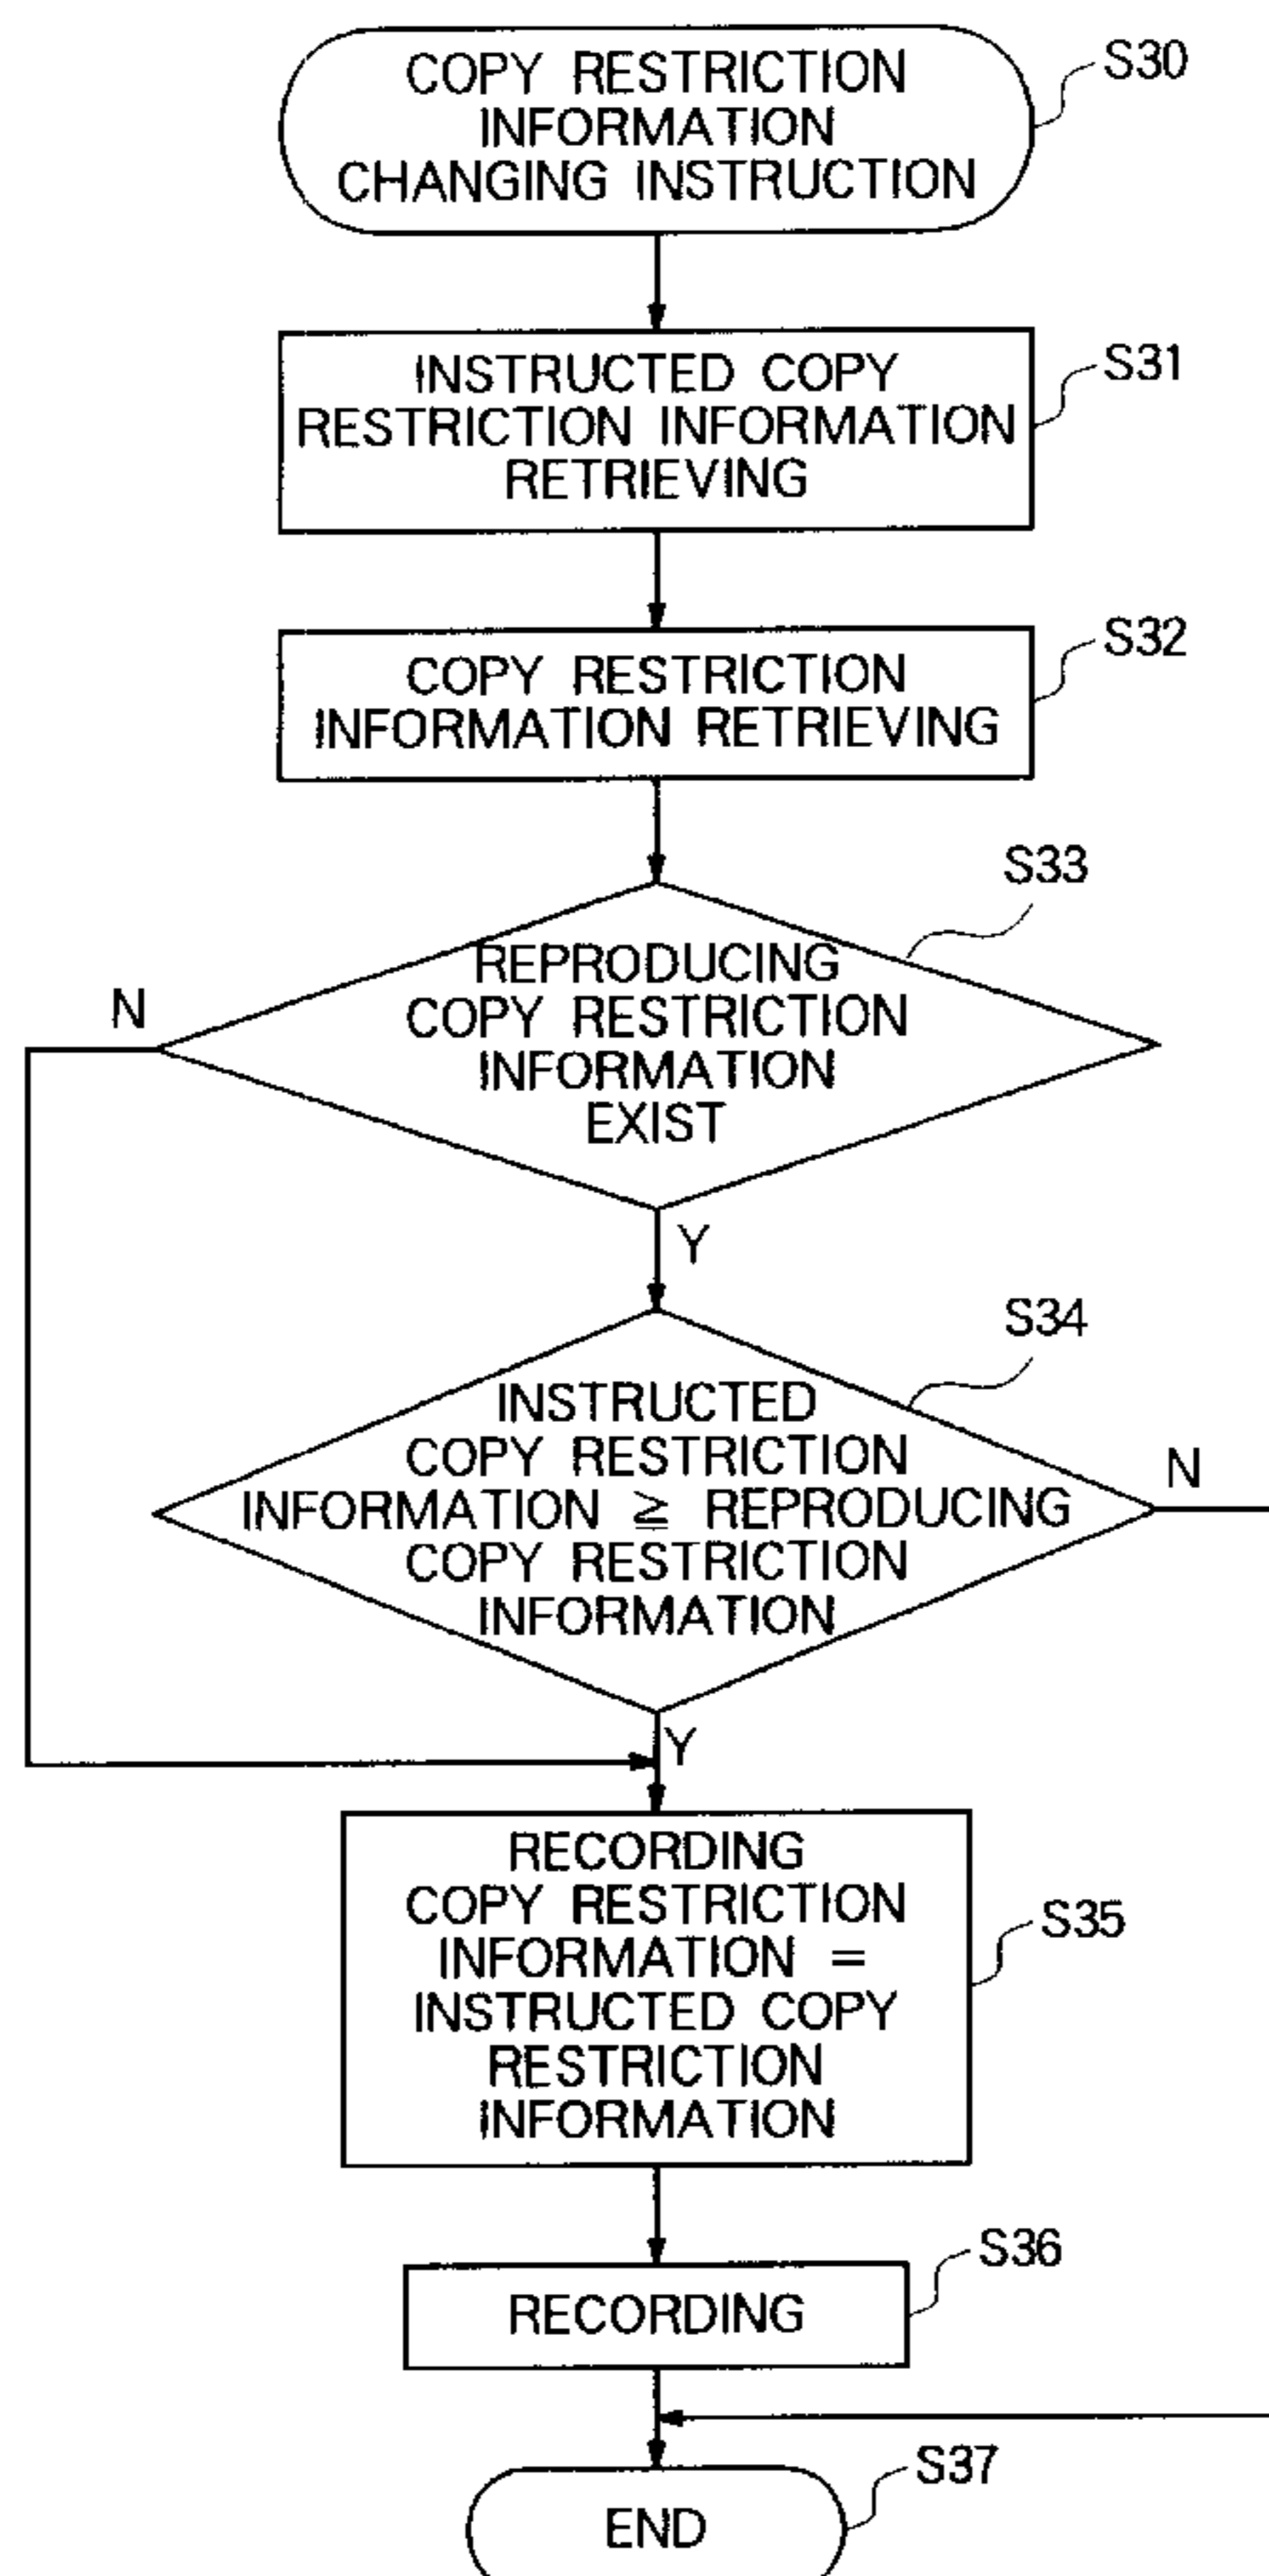 COPY RESTRICTION
INFORMATION
CHANGING INSTRUCTION
S30
INSTRUCTED COPY
RESTRICTION INFORMATION
RETRIEVING
S31
COPY RESTRICTION
INFORMATION RETRIEVING
S32
S33
REPRODUCING
COPY RESTRICTION
INFORMATION
EXIST
N
Y
S34
INSTRUCTED
COPY RESTRICTION
INFORMATION ≧ REPRODUCING
COPY RESTRICTION
INFORMATION
N
Y
RECORDING
COPY RESTRICTION
INFORMATION =
INSTRUCTED COPY
RESTRICTION
INFORMATION
S35
RECORDING
S36
END
S37